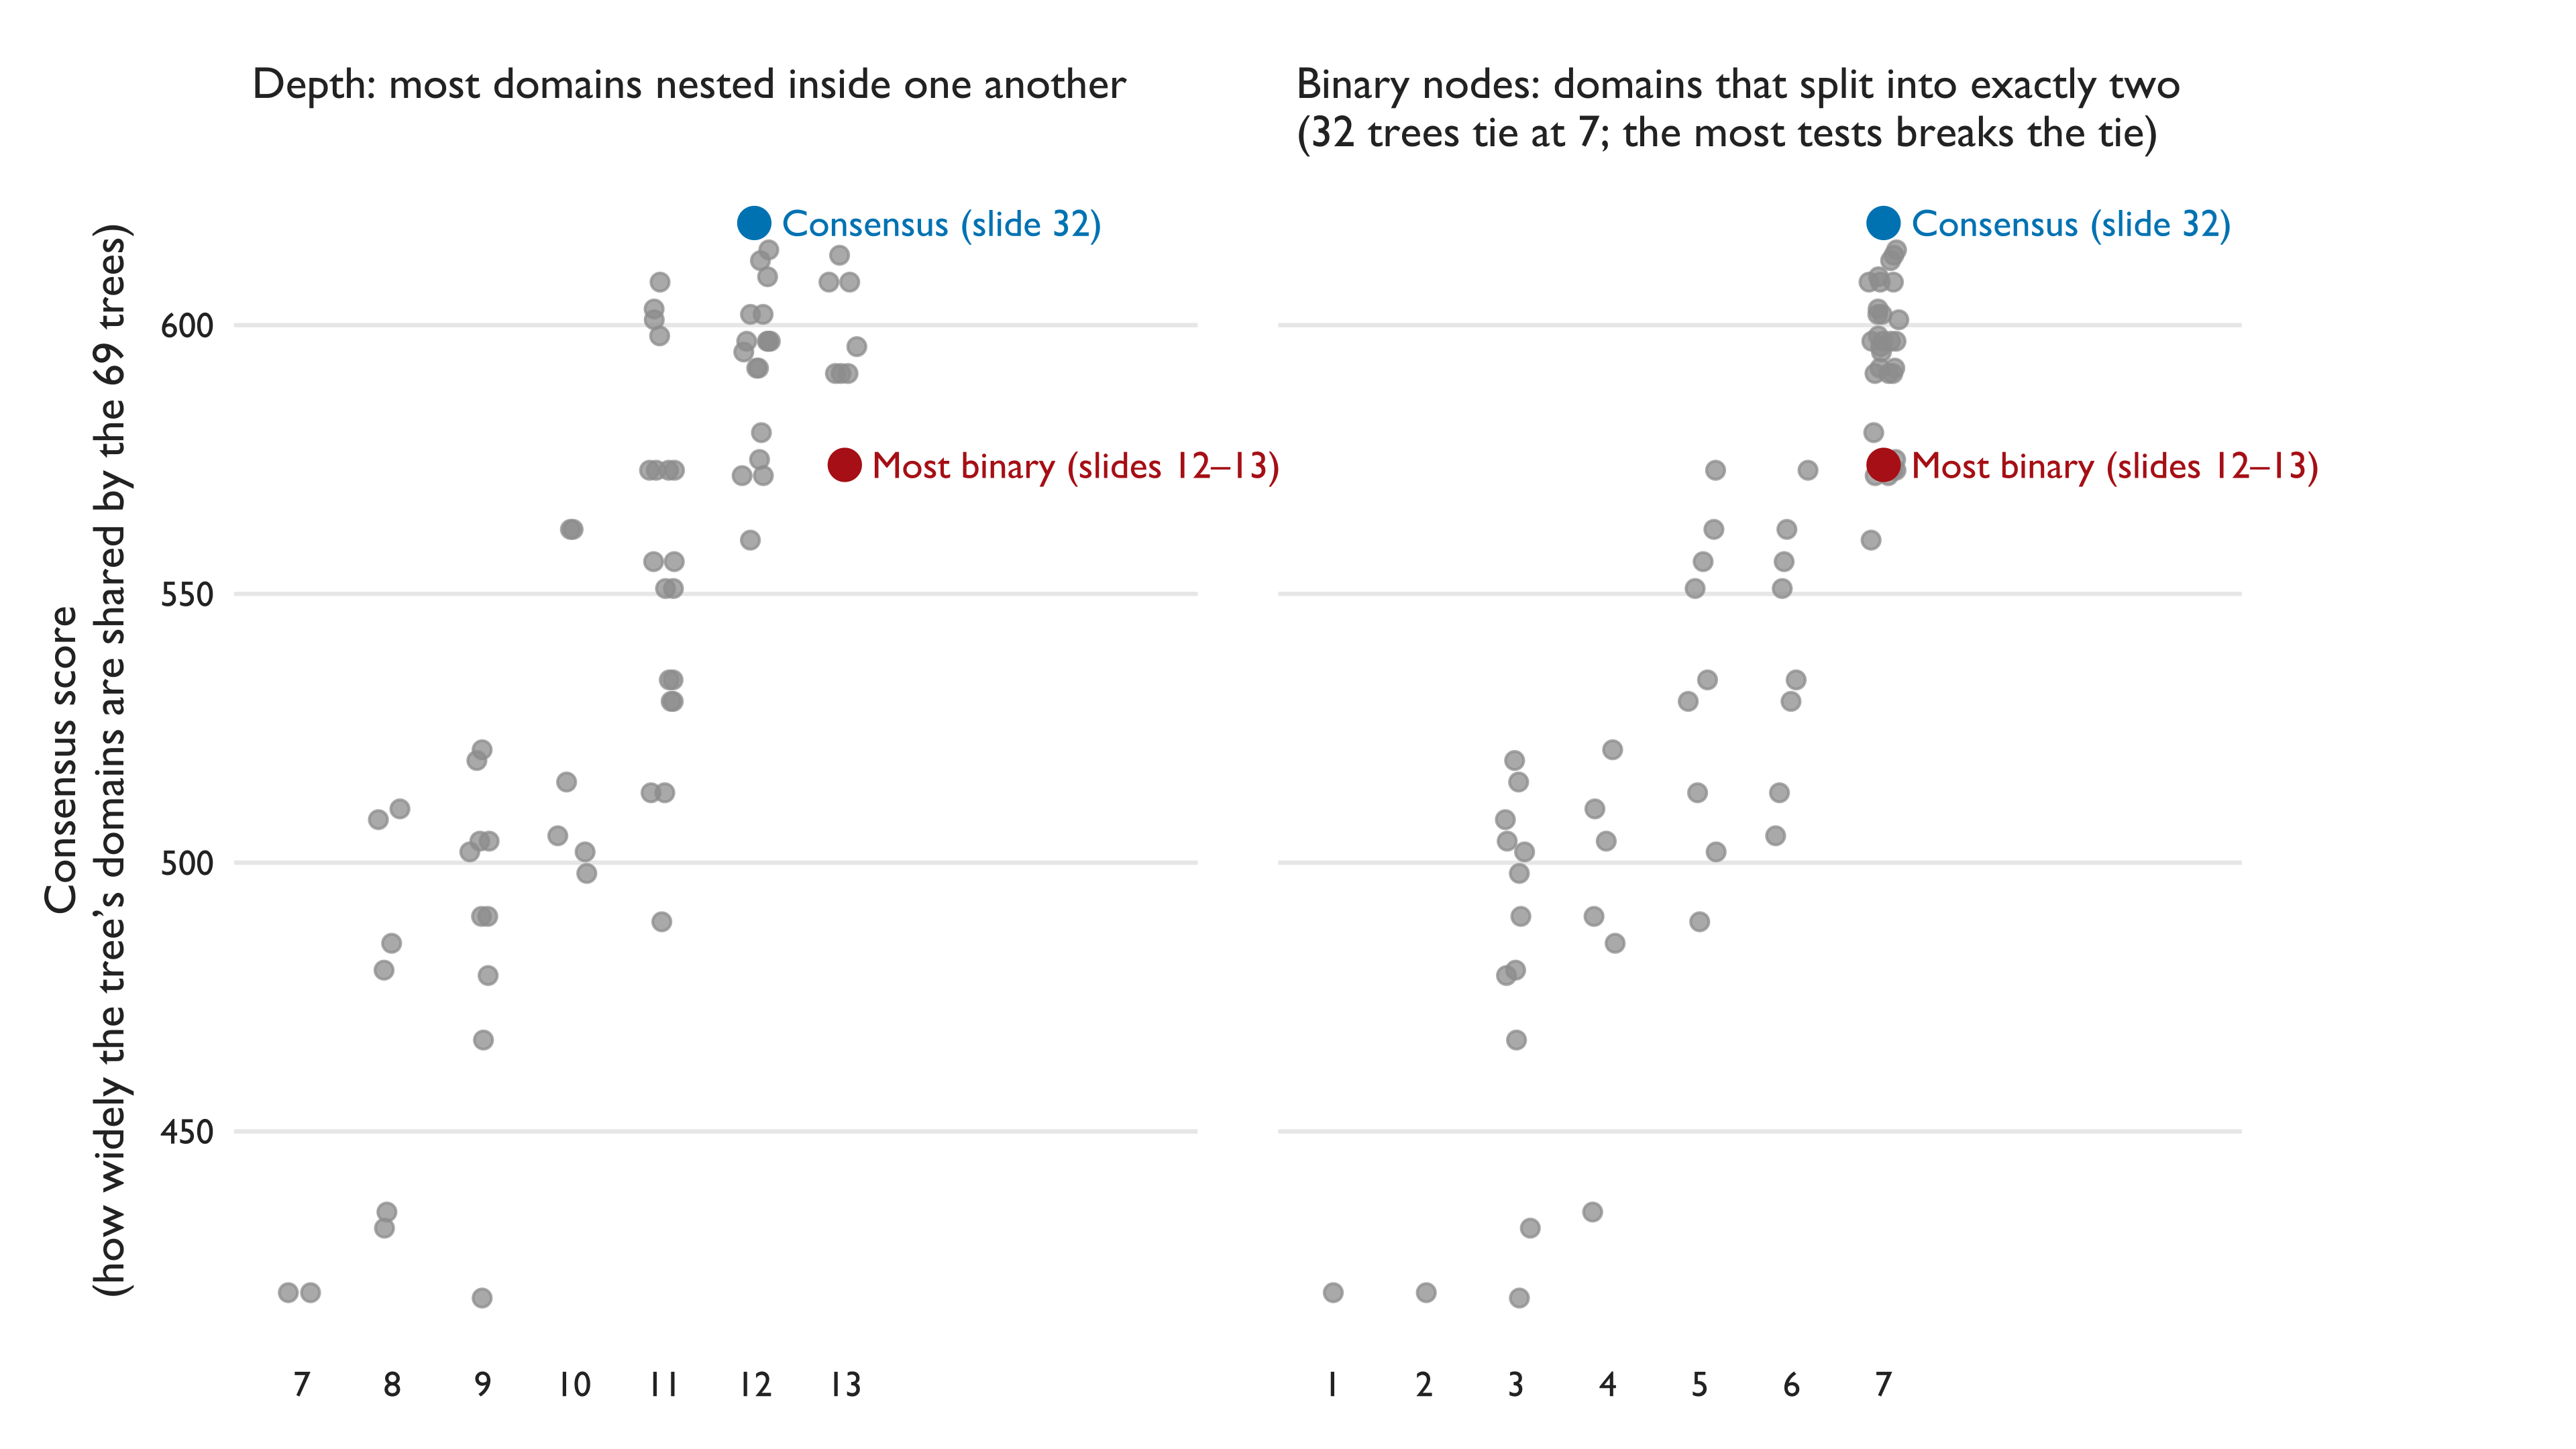 Depth: most domains nested inside one another
Binary nodes: domains that split into exactly two
(32 trees tie at 7; the most tests breaks the tie)
Consensus score
(how widely the tree’s domains are shared by the 69 trees)
600
550
500
450
Consensus (slide 32)
Most binary (slides 12–13)
7 8 9 10 11 12 13
Consensus (slide 32)
Most binary (slides 12–13)
1 2 3 4 5 6 7